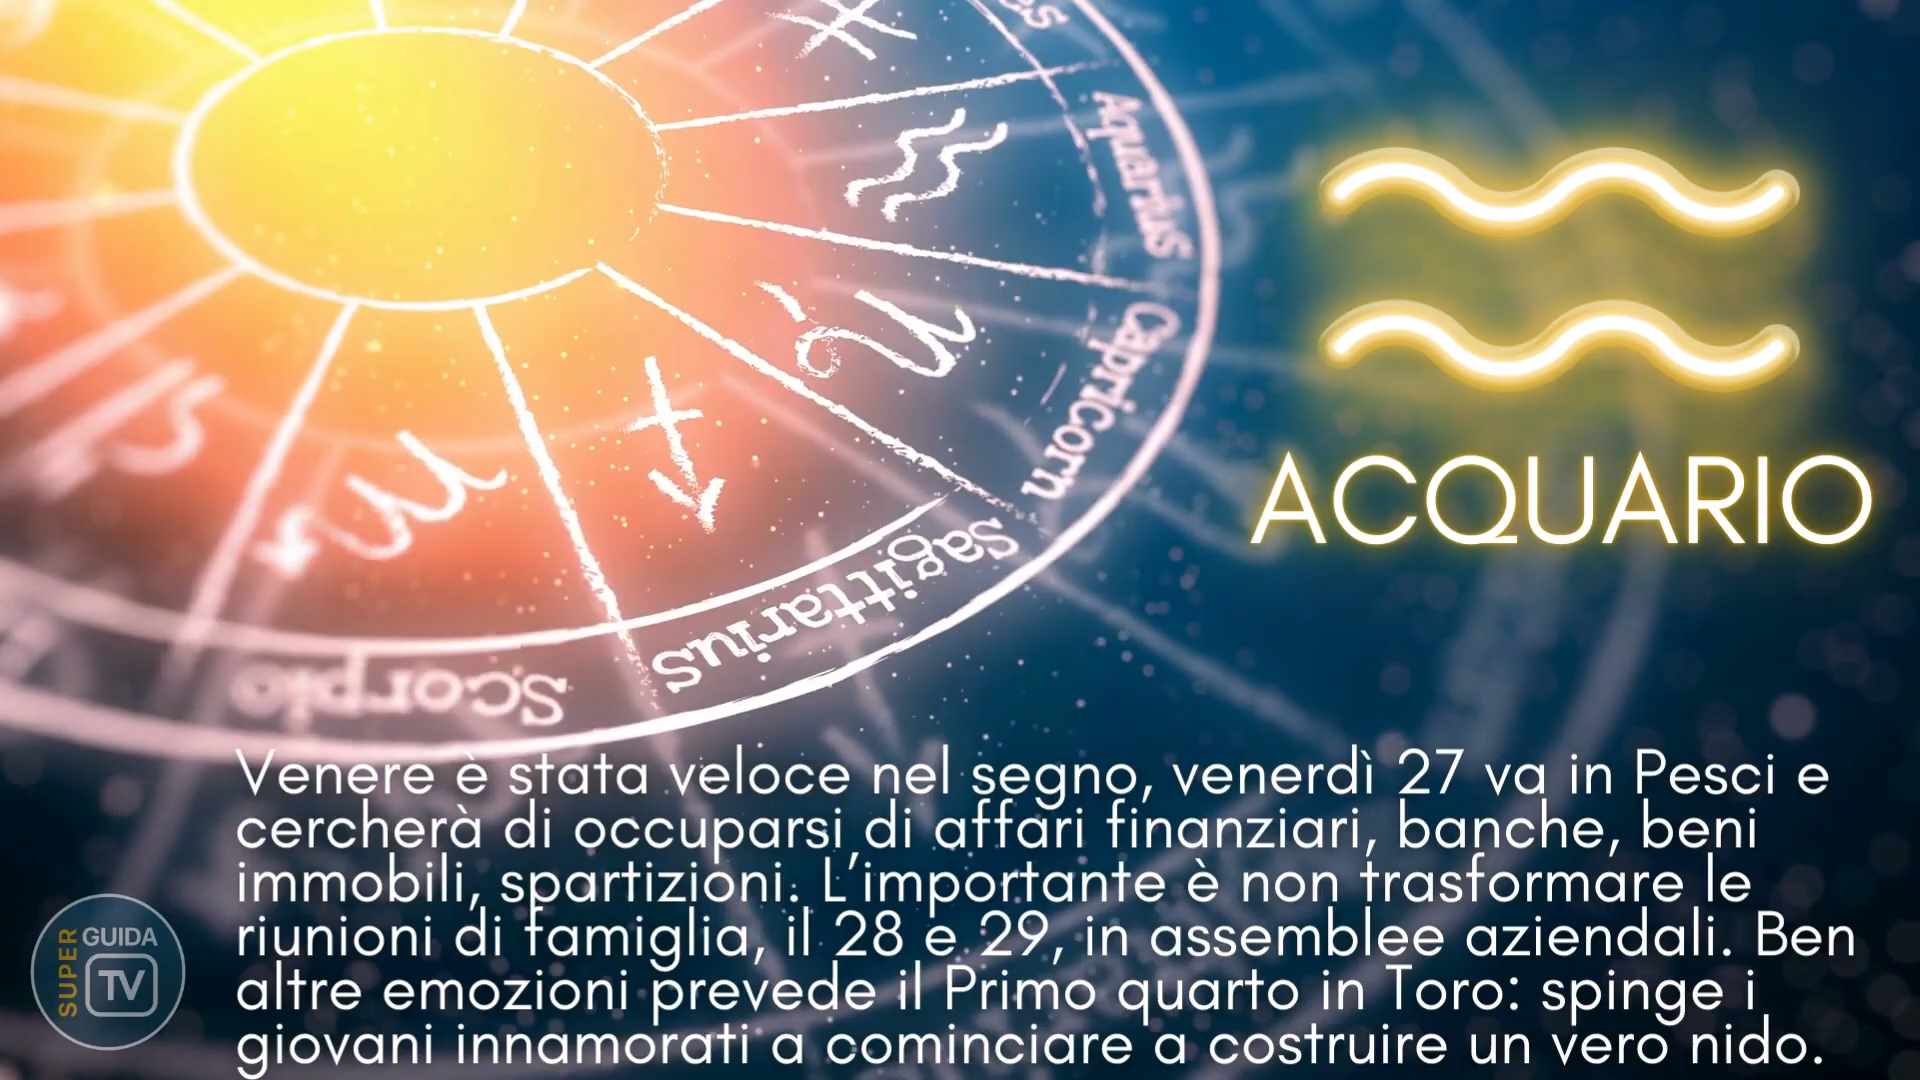 Aquarius
Capricorn
Sagittarius
Scorpio
ACQUARIO
Venere è stata veloce nel segno, venerdì 27 va in Pesci e
cercherà di occuparsi di affari finanziari, banche, beni
immobili, spartizioni. L'importante è non trasformare le
riunioni di famiglia, il 28 e 29, in assemblee aziendali. Ben
altre emozioni prevede il Primo quarto in Toro: spinge i
giovani innamorati a cominciare a costruire un vero nido.
SUPER
GUIDA
TV